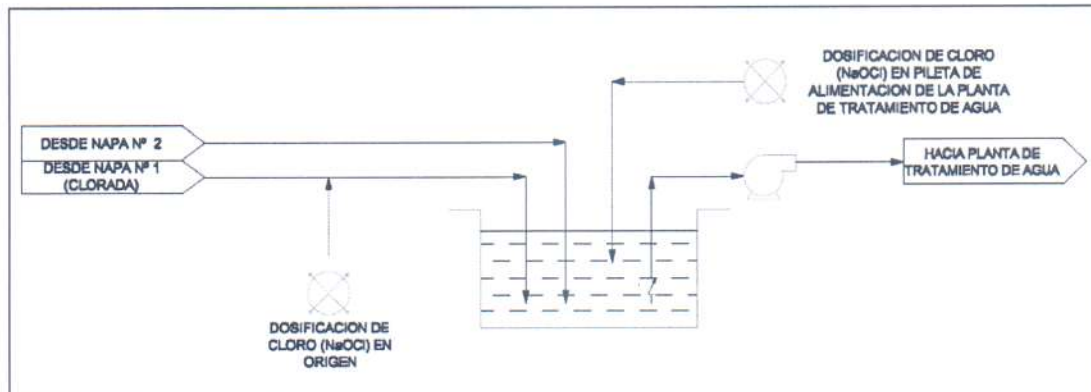 DOSIFICACION DE CLORO
(NaOCl) EN PILETA DE
ALIMENTACION DE LA PLANTA
DE TRATAMIENTO DE AGUA
DESDE NAPA Nº 2
DESDE NAPA Nº 1
(CLORADA)
HACIA PLANTA DE
TRATAMIENTO DE AGUA
DOSIFICACION DE
CLORO (NaOCl) EN
ORIGEN